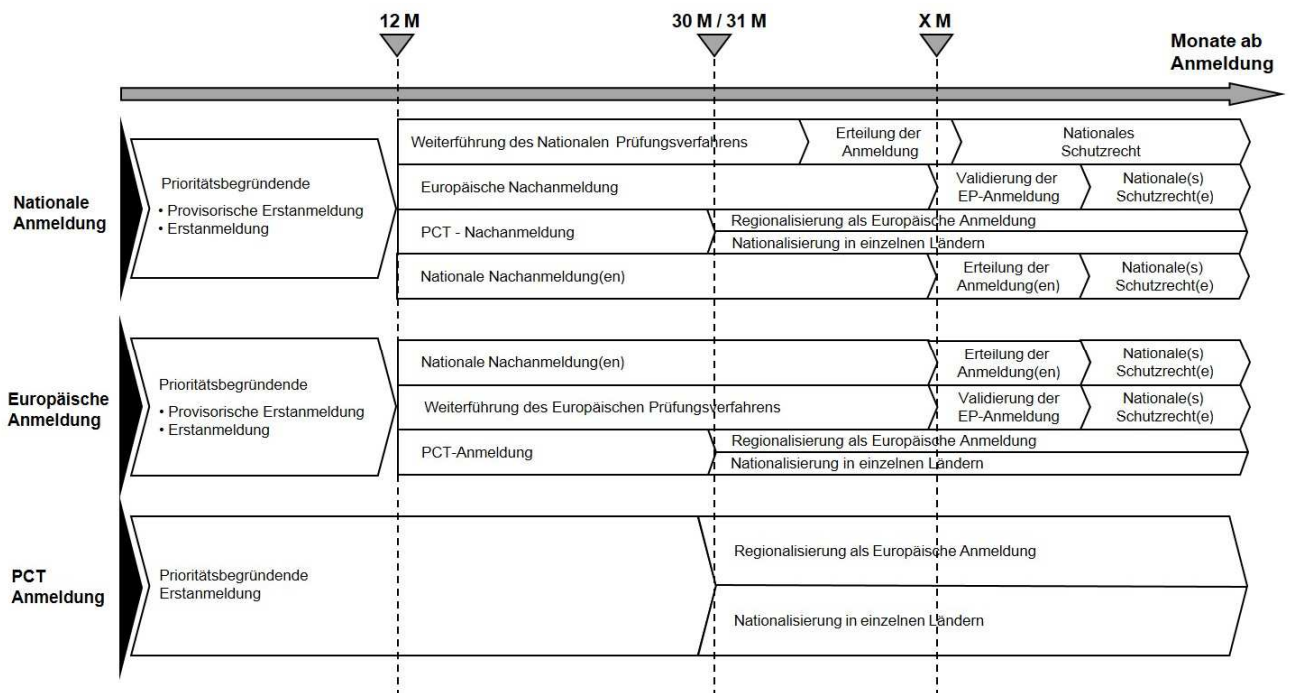 12 M
30 M / 31 M
X M
Monate ab
Anmeldung
Nationale
Anmeldung
Prioritätsbegründende
• Provisorische Erstanmeldung
• Erstanmeldung
Weiterführung des Nationalen Prüfungsverfahrens
Erteilung der
Anmeldung
Nationales
Schutzrecht
Europäische Nachanmeldung
Validierung der
EP-Anmeldung
Nationale(s)
Schutzrecht(e)
PCT - Nachanmeldung
Regionalisierung als Europäische Anmeldung
Nationalisierung in einzelnen Ländern
Nationale Nachanmeldung(en)
Erteilung der
Anmeldung(en)
Nationale(s)
Schutzrecht(e)
Europäische
Anmeldung
Prioritätsbegründende
• Provisorische Erstanmeldung
• Erstanmeldung
Nationale Nachanmeldung(en)
Erteilung der
Anmeldung(en)
Nationale(s)
Schutzrecht(e)
Weiterführung des Europäischen Prüfungsverfahrens
Validierung der
EP-Anmeldung
Nationale(s)
Schutzrecht(e)
PCT-Anmeldung
Regionalisierung als Europäische Anmeldung
Nationalisierung in einzelnen Ländern
PCT
Anmeldung
Prioritätsbegründende
Erstanmeldung
Regionalisierung als Europäische Anmeldung
Nationalisierung in einzelnen Ländern